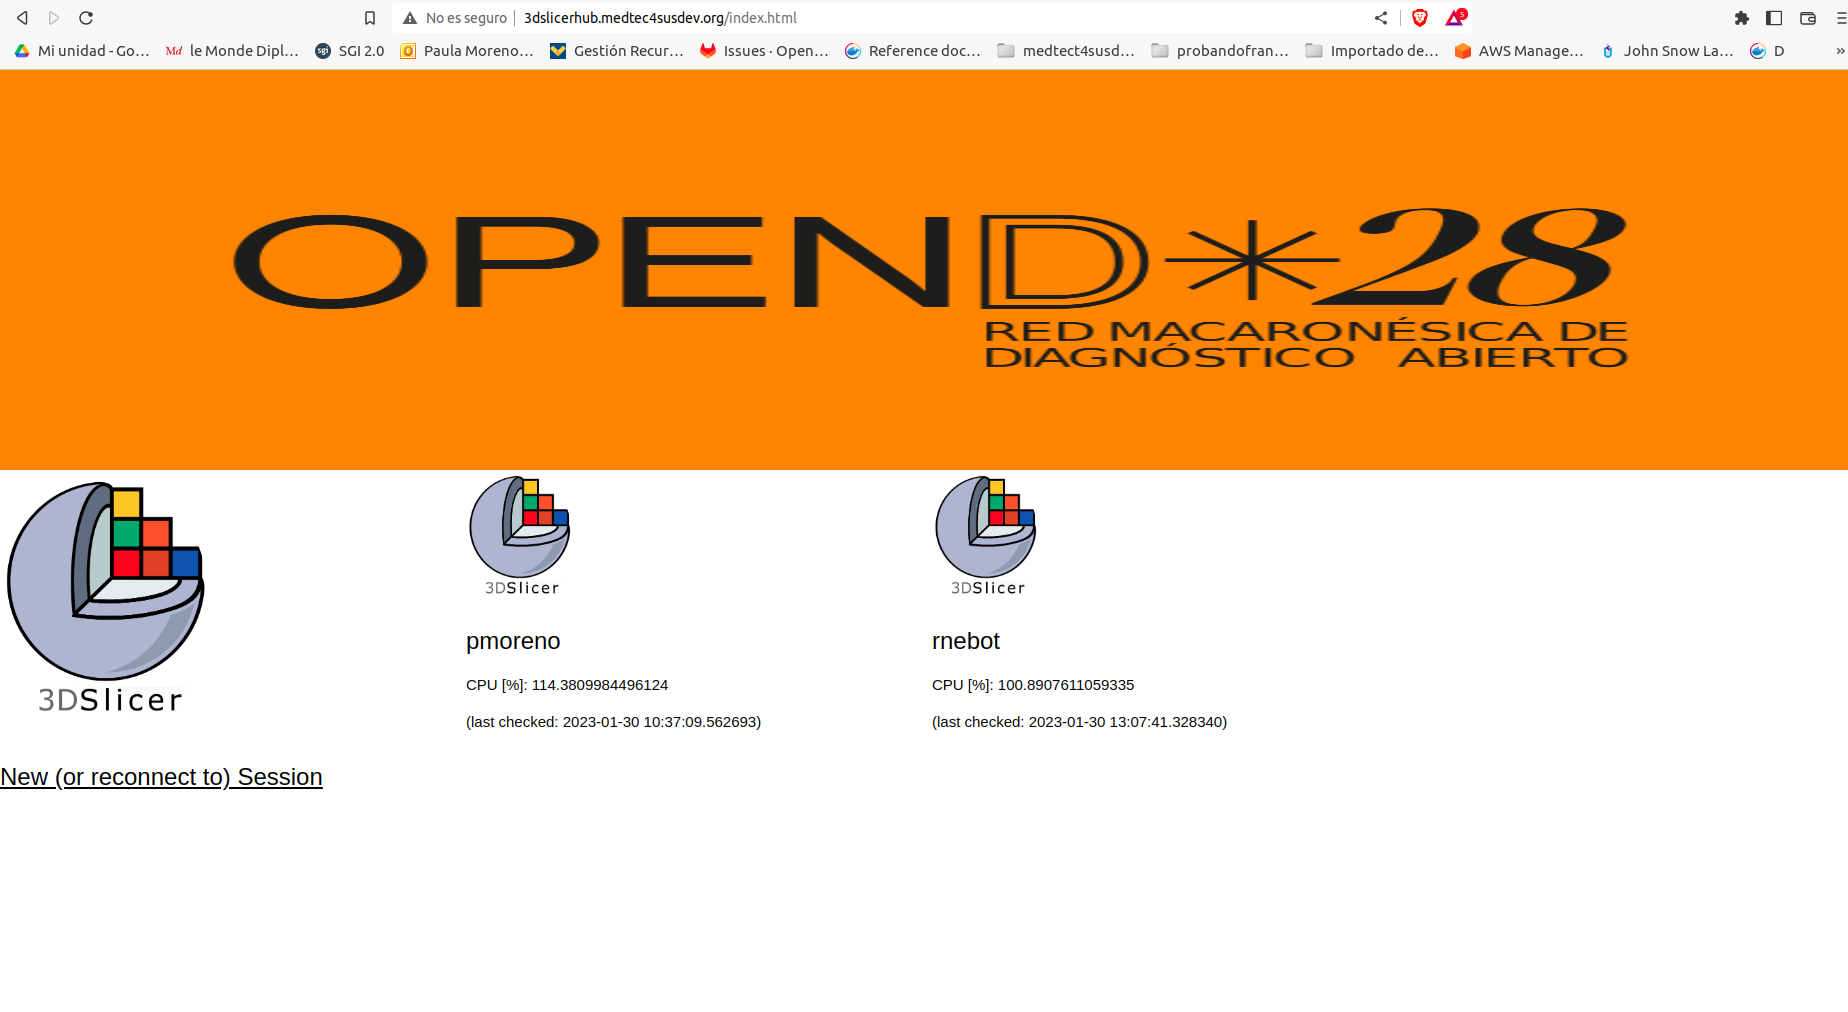 No es seguro 3dslicerhub.medtec4susdev.org/index.html 5
Mi unidad - Go… Md le Monde Dipl… sgi SGI 2.0 Paula Moreno… Gestión Recur… Issues · Open… Reference doc… medtect4susd… probandofran… Importado de… AWS Manage… John Snow La… D »
OPEND*28
RED MACARONÉSICA DE
DIAGNÓSTICO ABIERTO
3DSlicer
New (or reconnect to) Session
3DSlicer
pmoreno
CPU [%]: 114.3809984496124
(last checked: 2023-01-30 10:37:09.562693)
3DSlicer
rnebot
CPU [%]: 100.8907611059335
(last checked: 2023-01-30 13:07:41.328340)